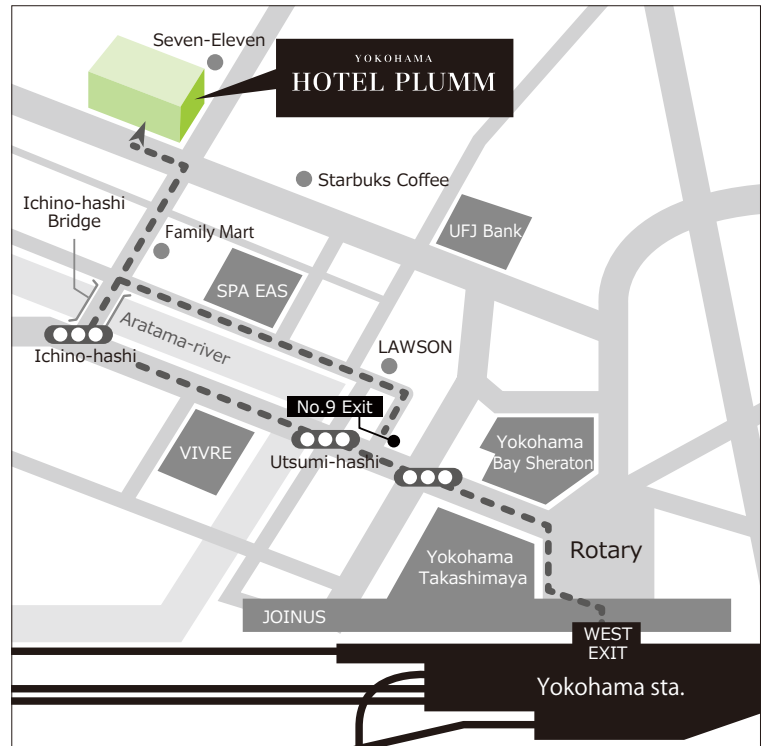 Seven-Eleven
YOKOHAMA
HOTEL PLUMM
Starbuks Coffee
Ichino-hashi
Bridge
Family Mart
UFJ Bank
SPA EAS
Aratama-river
Ichino-hashi
LAWSON
No.9 Exit
VIVRE
Utsumi-hashi
Yokohama
Bay Sheraton
Yokohama
Takashimaya
Rotary
JOINUS
WEST
EXIT
Yokohama sta.